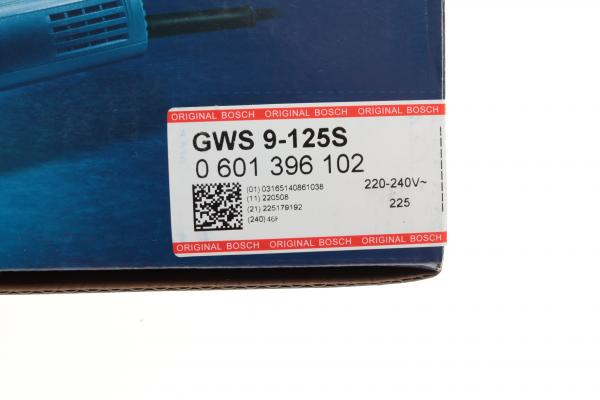 ORIGINAL BOSCH ORIGINAL BOSCH ORIGINAL BOSCH
GWS 9-125S
0 601 396 102
(01) 03165140861038
(11) 220508
(21) 225179192
(240) 46F
220-240V~
225
ORIGINAL BOSCH ORIGINAL BOSCH ORIGINAL BOSCH